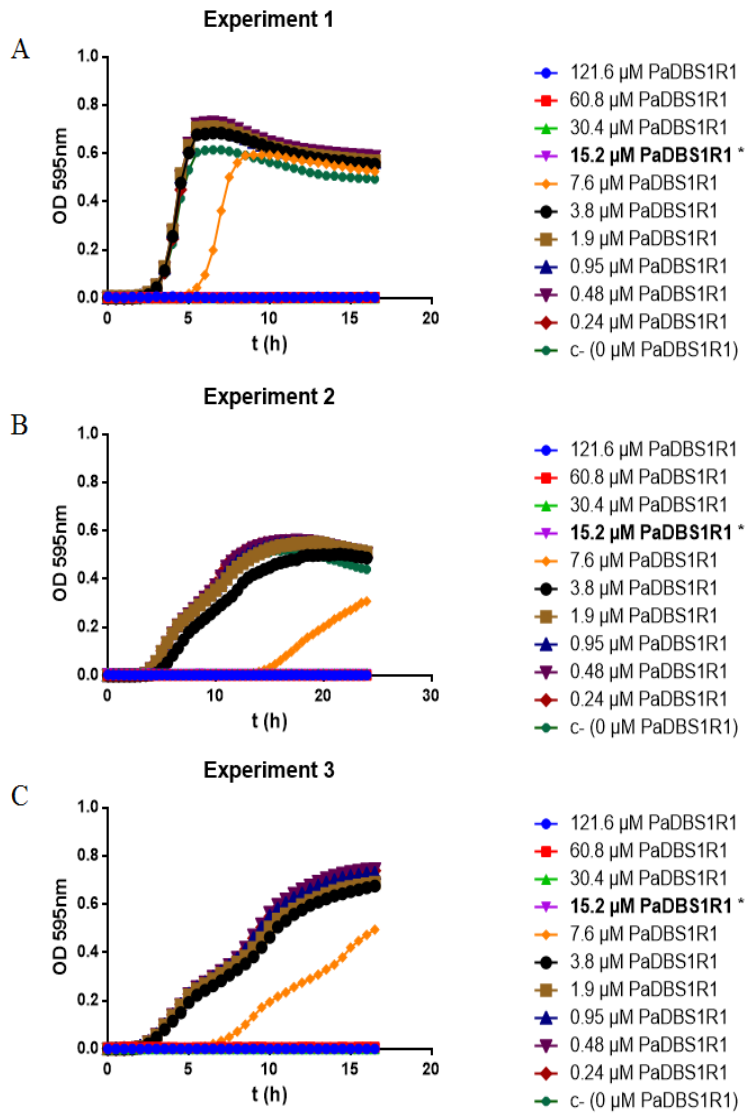 Experiment 1
A
OD 595nm
1.0
0.8
0.6
0.4
0.2
0.0
0
5
10
15
20
t (h)
121.6 µM PaDBS1R1
60.8 µM PaDBS1R1
30.4 µM PaDBS1R1
15.2 µM PaDBS1R1 *
7.6 µM PaDBS1R1
3.8 µM PaDBS1R1
1.9 µM PaDBS1R1
0.95 µM PaDBS1R1
0.48 µM PaDBS1R1
0.24 µM PaDBS1R1
c- (0 µM PaDBS1R1)
Experiment 2
B
OD 595nm
1.0
0.8
0.6
0.4
0.2
0.0
0
10
20
30
t (h)
121.6 µM PaDBS1R1
60.8 µM PaDBS1R1
30.4 µM PaDBS1R1
15.2 µM PaDBS1R1 *
7.6 µM PaDBS1R1
3.8 µM PaDBS1R1
1.9 µM PaDBS1R1
0.95 µM PaDBS1R1
0.48 µM PaDBS1R1
0.24 µM PaDBS1R1
c- (0 µM PaDBS1R1)
Experiment 3
C
OD 595nm
1.0
0.8
0.6
0.4
0.2
0.0
0
5
10
15
20
t (h)
121.6 µM PaDBS1R1
60.8 µM PaDBS1R1
30.4 µM PaDBS1R1
15.2 µM PaDBS1R1 *
7.6 µM PaDBS1R1
3.8 µM PaDBS1R1
1.9 µM PaDBS1R1
0.95 µM PaDBS1R1
0.48 µM PaDBS1R1
0.24 µM PaDBS1R1
c- (0 µM PaDBS1R1)